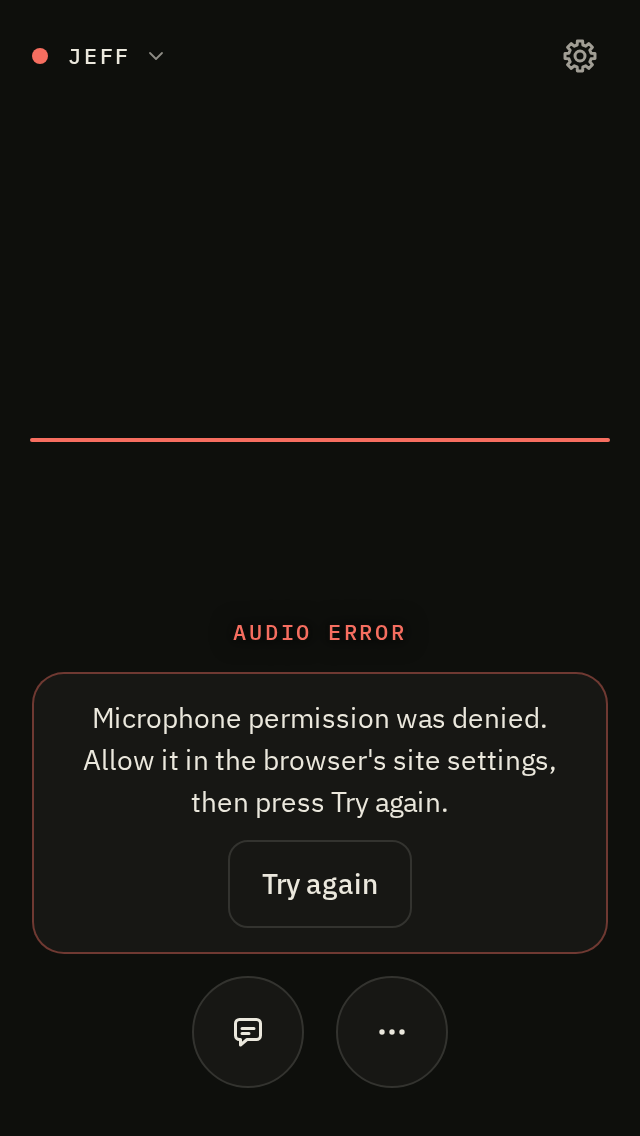 JEFF
AUDIO ERROR
Microphone permission was denied.
Allow it in the browser's site settings,
then press Try again.
Try again